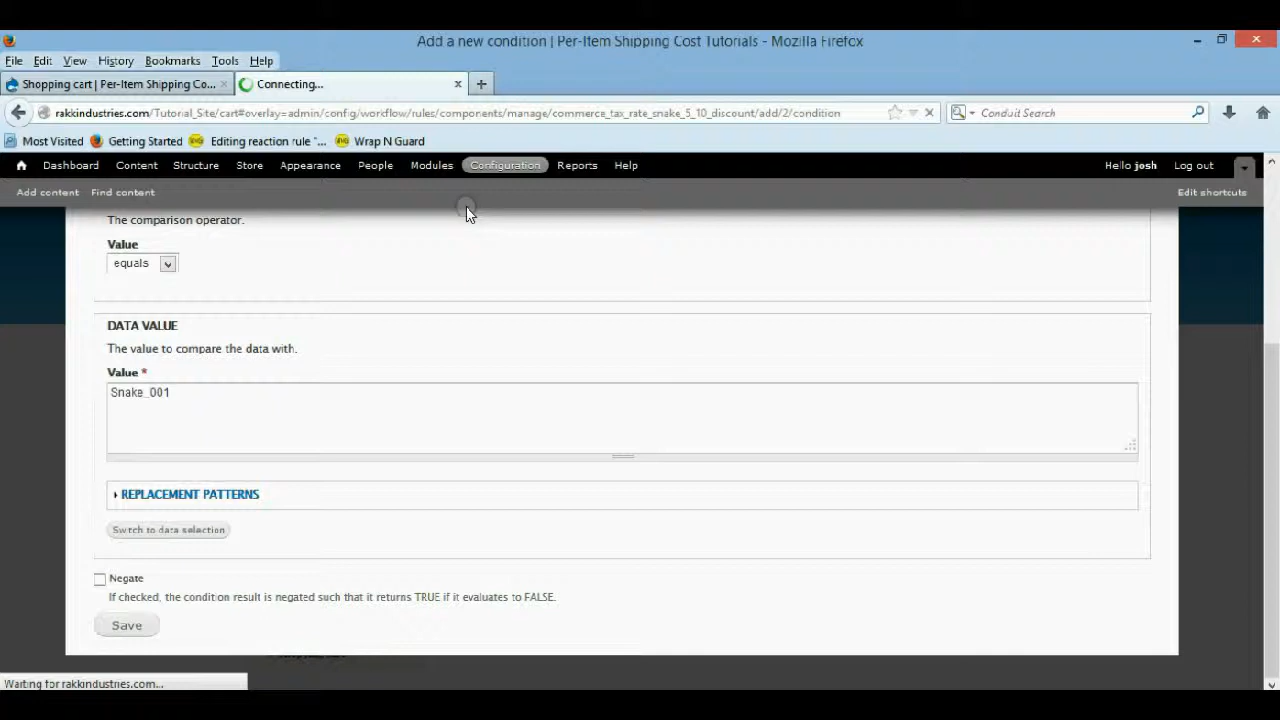 Add a new condition | Per-Item Shipping Cost Tutorials - Mozilla Firefox
File Edit View History Bookmarks Tools Help
Shopping cart | Per-Item Shipping Co... Connecting...
rakkindustries.com/Tutorial_Site/cart#overlay=admin/config/workflow/rules/components/manage/commerce_tax_rate_snake_5_10_discount/add/2/condition Conduit Search
Most Visited Getting Started Editing reaction rule "... Wrap N Guard
Dashboard Content Structure Store Appearance People Modules Configuration Reports Help Hello josh Log out
Add content Find content Edit shortcuts
The comparison operator.
Value
equals
DATA VALUE
The value to compare the data with.
Value *
Snake_001
REPLACEMENT PATTERNS
Switch to data selection
Negate
If checked, the condition result is negated such that it returns TRUE if it evaluates to FALSE.
Save
Waiting for rakkindustries.com...